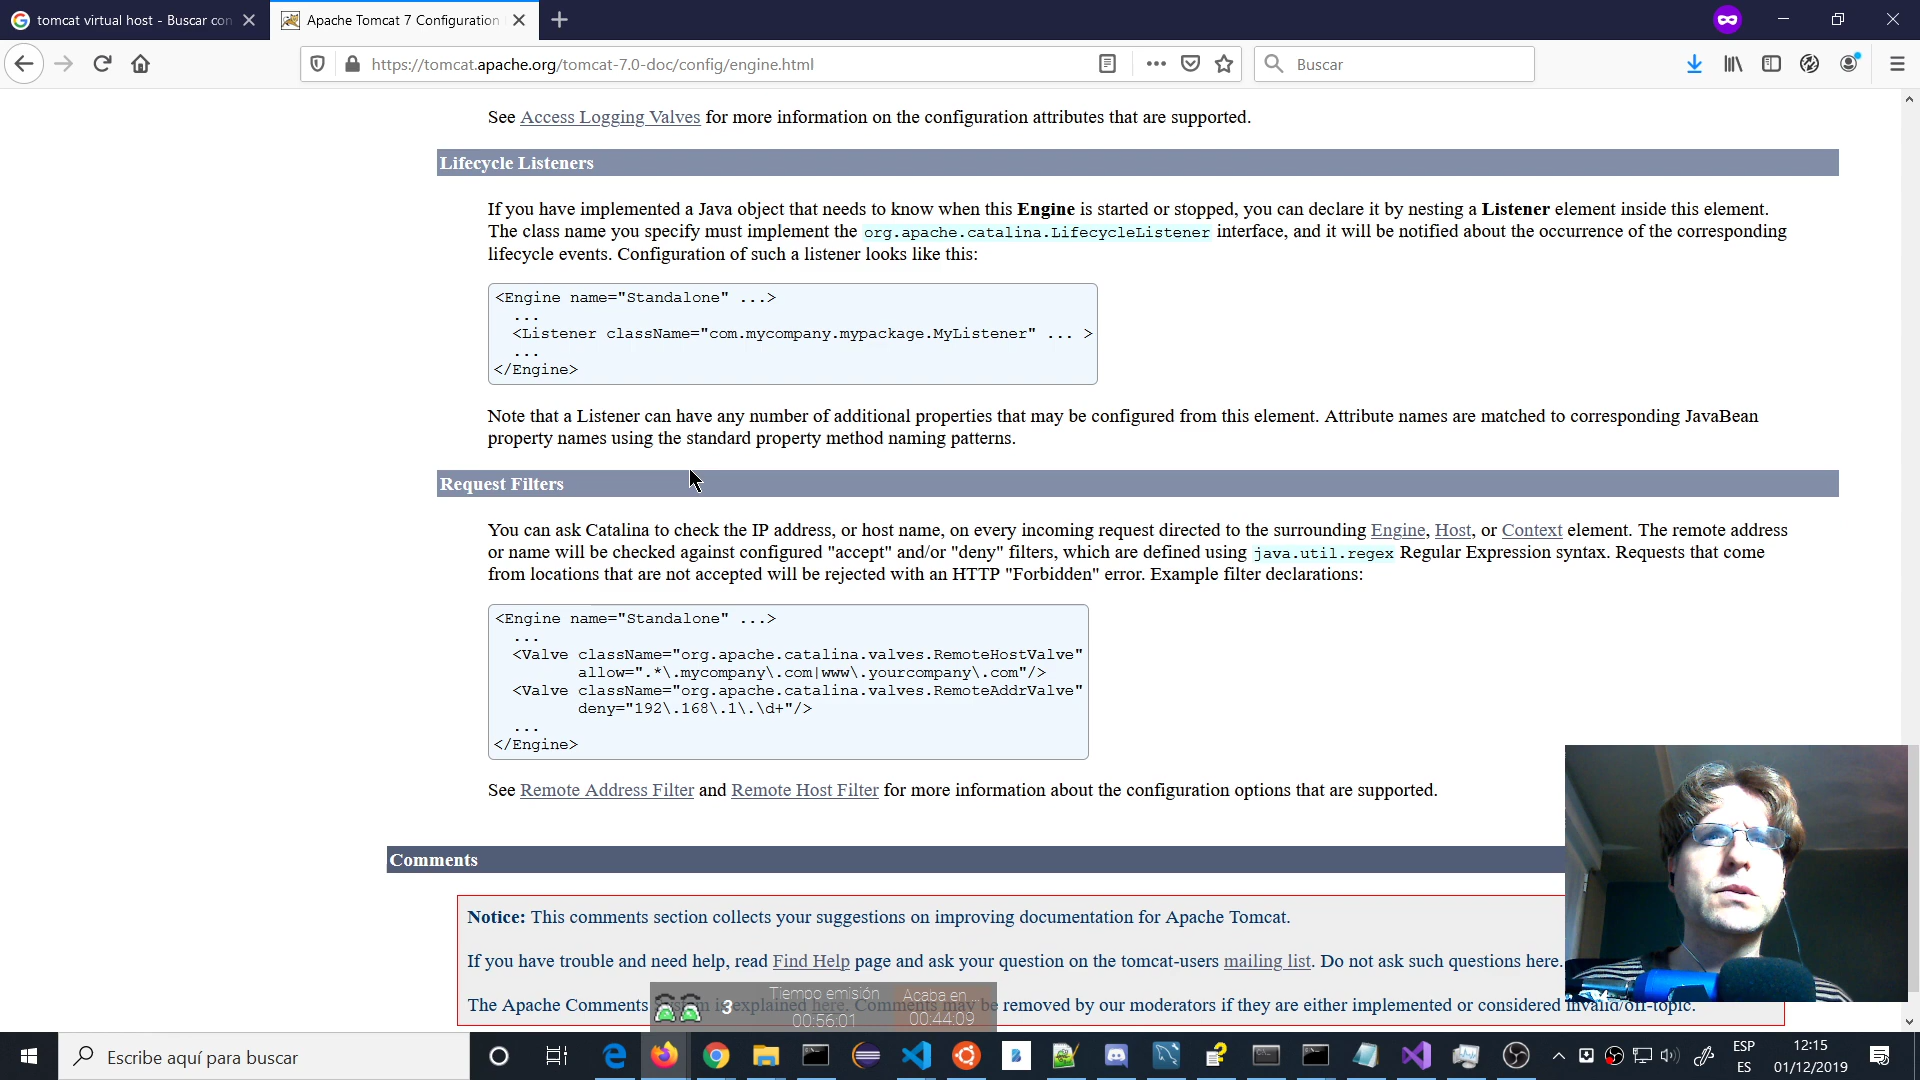 tomcat virtual host - Buscar con
Apache Tomcat 7 Configuration
https://tomcat.apache.org/tomcat-7.0-doc/config/engine.html
Buscar
See Access Logging Valves for more information on the configuration attributes that are supported.
Lifecycle Listeners
If you have implemented a Java object that needs to know when this Engine is started or stopped, you can declare it by nesting a Listener element inside this element.
The class name you specify must implement the org.apache.catalina.LifecycleListener interface, and it will be notified about the occurrence of the corresponding
lifecycle events. Configuration of such a listener looks like this:
<Engine name="Standalone" ...>
...
<Listener className="com.mycompany.mypackage.MyListener" ... >
...
</Engine>
Note that a Listener can have any number of additional properties that may be configured from this element. Attribute names are matched to corresponding JavaBean
property names using the standard property method naming patterns.
Request Filters
You can ask Catalina to check the IP address, or host name, on every incoming request directed to the surrounding Engine, Host, or Context element. The remote address
or name will be checked against configured "accept" and/or "deny" filters, which are defined using java.util.regex Regular Expression syntax. Requests that come
from locations that are not accepted will be rejected with an HTTP "Forbidden" error. Example filter declarations:
<Engine name="Standalone" ...>
...
<Valve className="org.apache.catalina.valves.RemoteHostValve"
allow=".*\.mycompany\.com|www\.yourcompany\.com"/>
<Valve className="org.apache.catalina.valves.RemoteAddrValve"
deny="192\.168\.1\.\d+"/>
...
</Engine>
See Remote Address Filter and Remote Host Filter for more information about the configuration options that are supported.
Comments
Notice: This comments section collects your suggestions on improving documentation for Apache Tomcat.
If you have trouble and need help, read Find Help page and ask your question on the tomcat-users mailing list. Do not ask such questions here.
The Apache Comments is explained here. Comments may be removed by our moderators if they are either implemented or considered invalid/off-topic.
3
Tiempo emisión
00:56:01
Acaba en ...
00:44:09
Escribe aquí para buscar
ESP
ES
12:15
01/12/2019